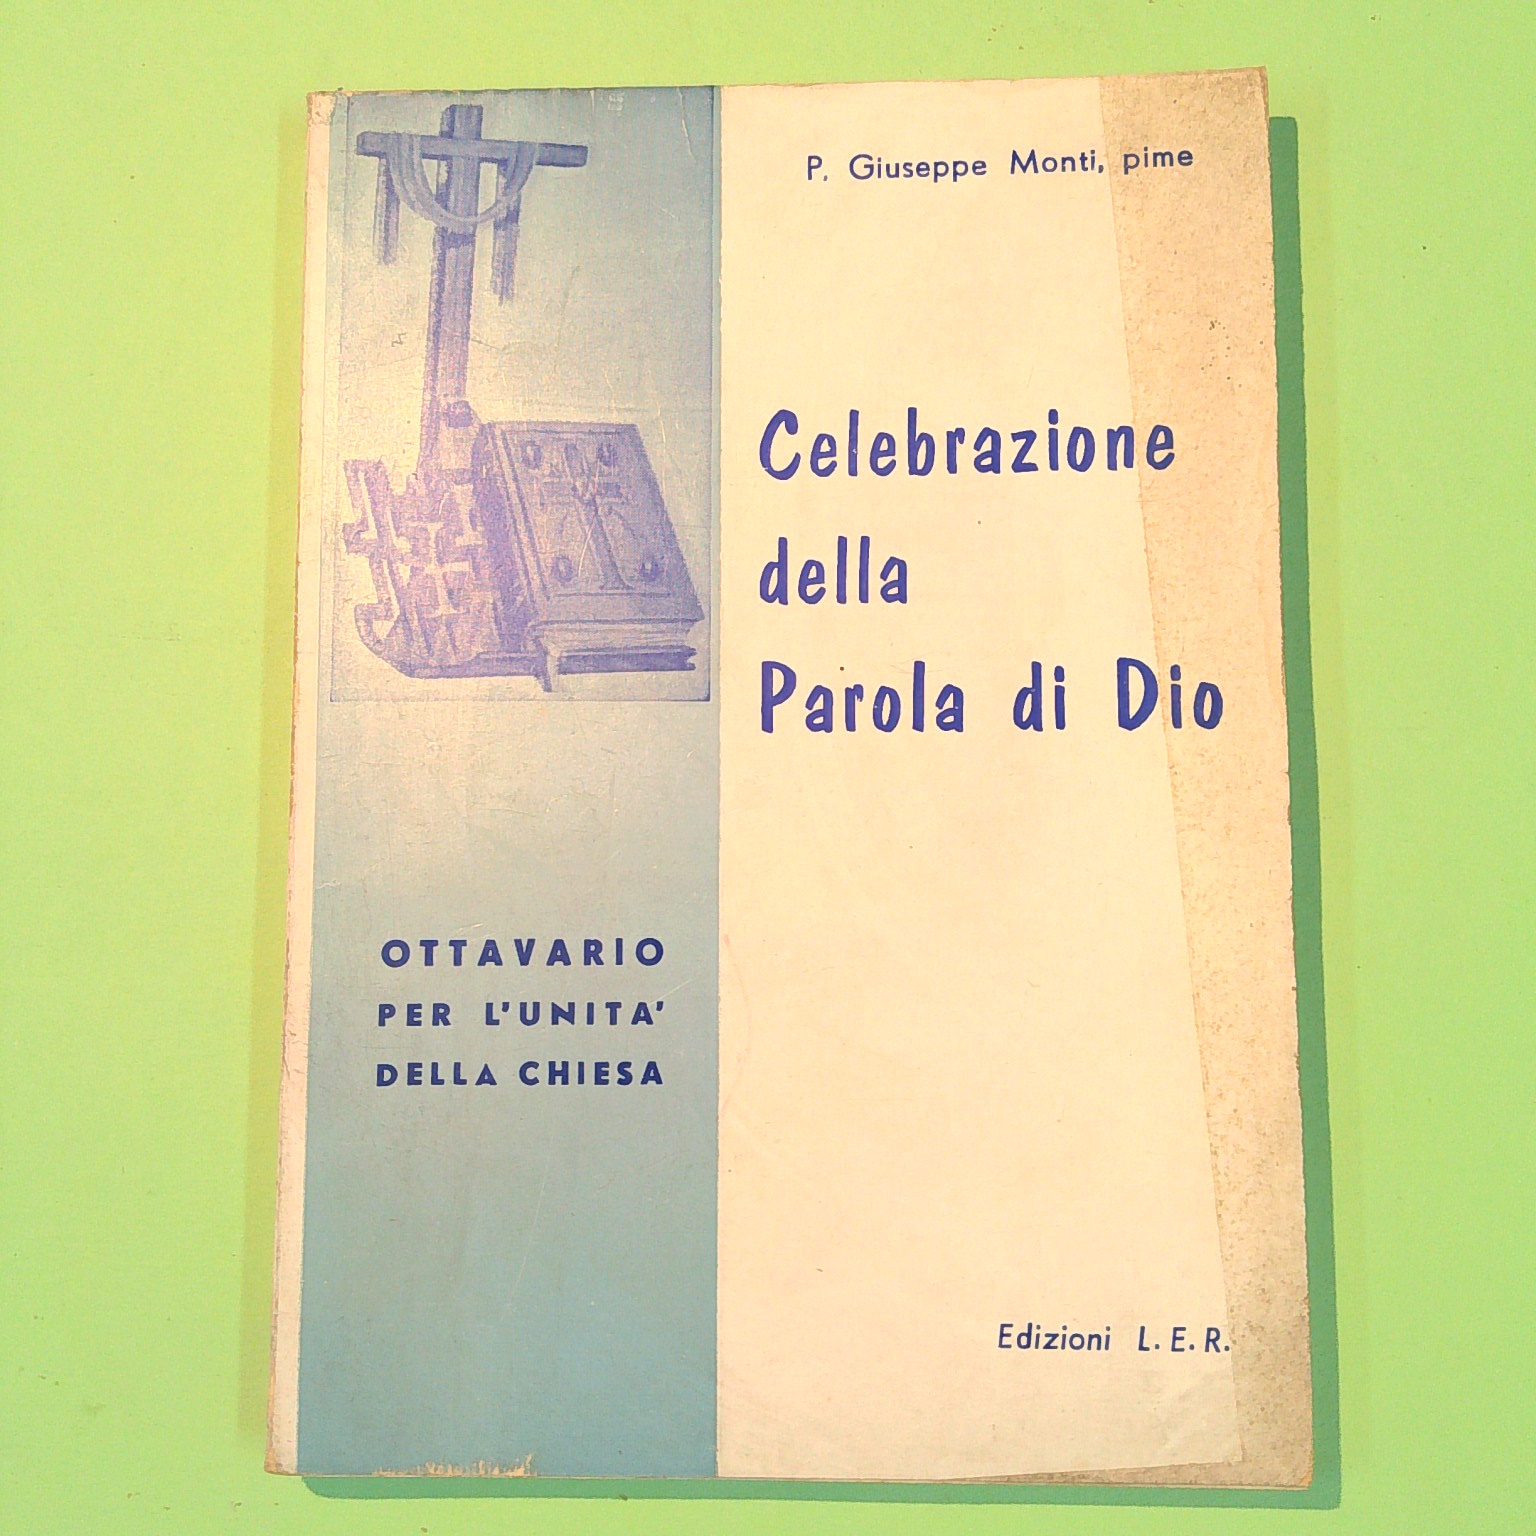 P. Giuseppe Monti, pime
Celebrazione
della
Parola di Dio
OTTAVARIO
PER L'UNITA'
DELLA CHIESA
Edizioni L.E.R.